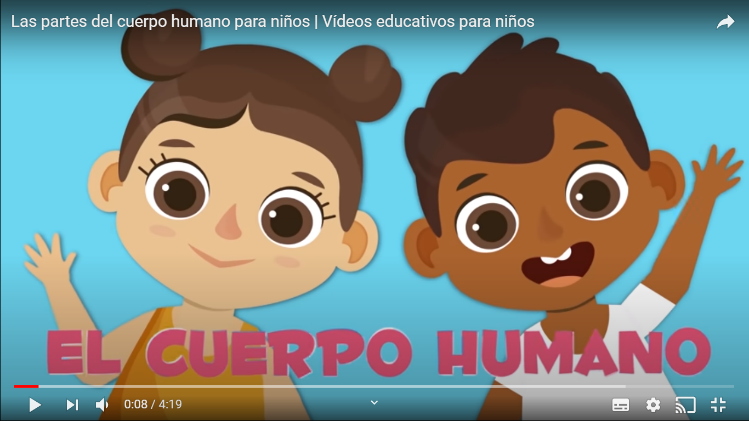 Las partes del cuerpo humano para niños | Vídeos educativos para niños
EL CUERPO HUMANO
0:08 / 4:19